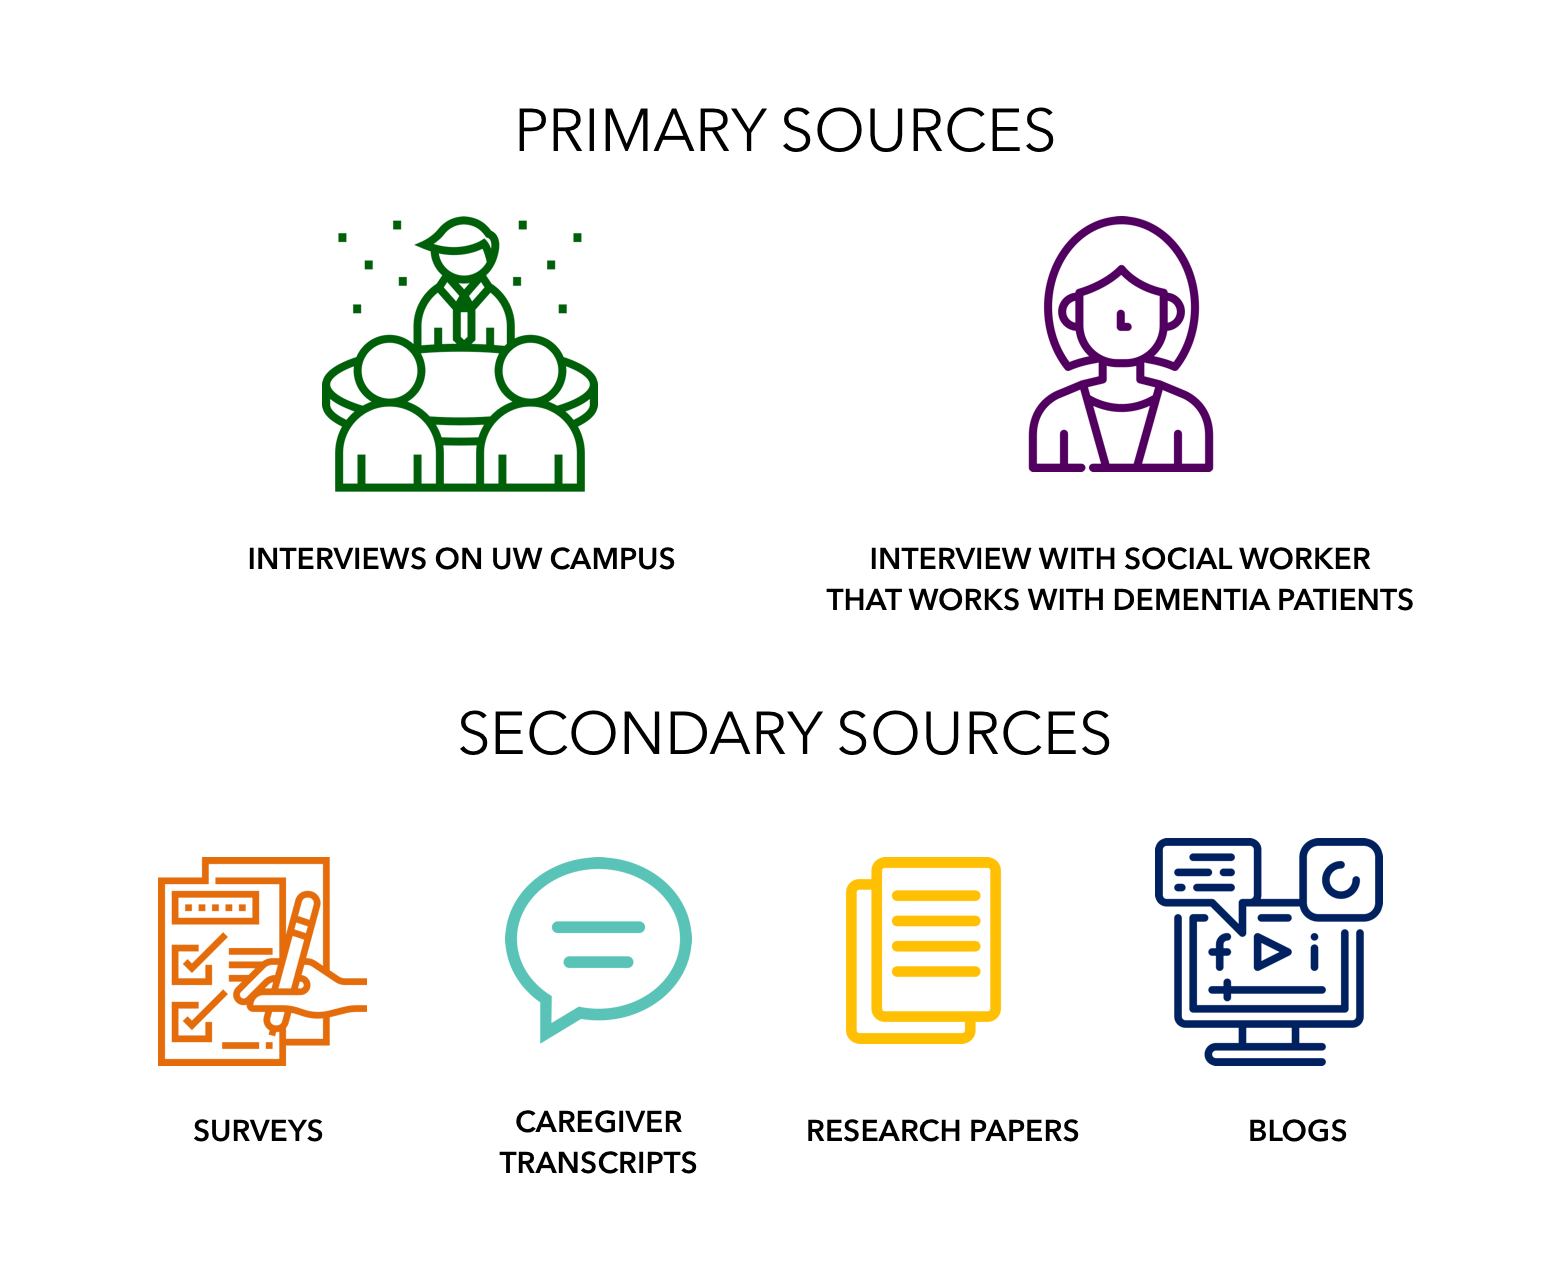 PRIMARY SOURCES
INTERVIEWS ON UW CAMPUS
INTERVIEW WITH SOCIAL WORKER
THAT WORKS WITH DEMENTIA PATIENTS
SECONDARY SOURCES
SURVEYS
CAREGIVER
TRANSCRIPTS
RESEARCH PAPERS
BLOGS